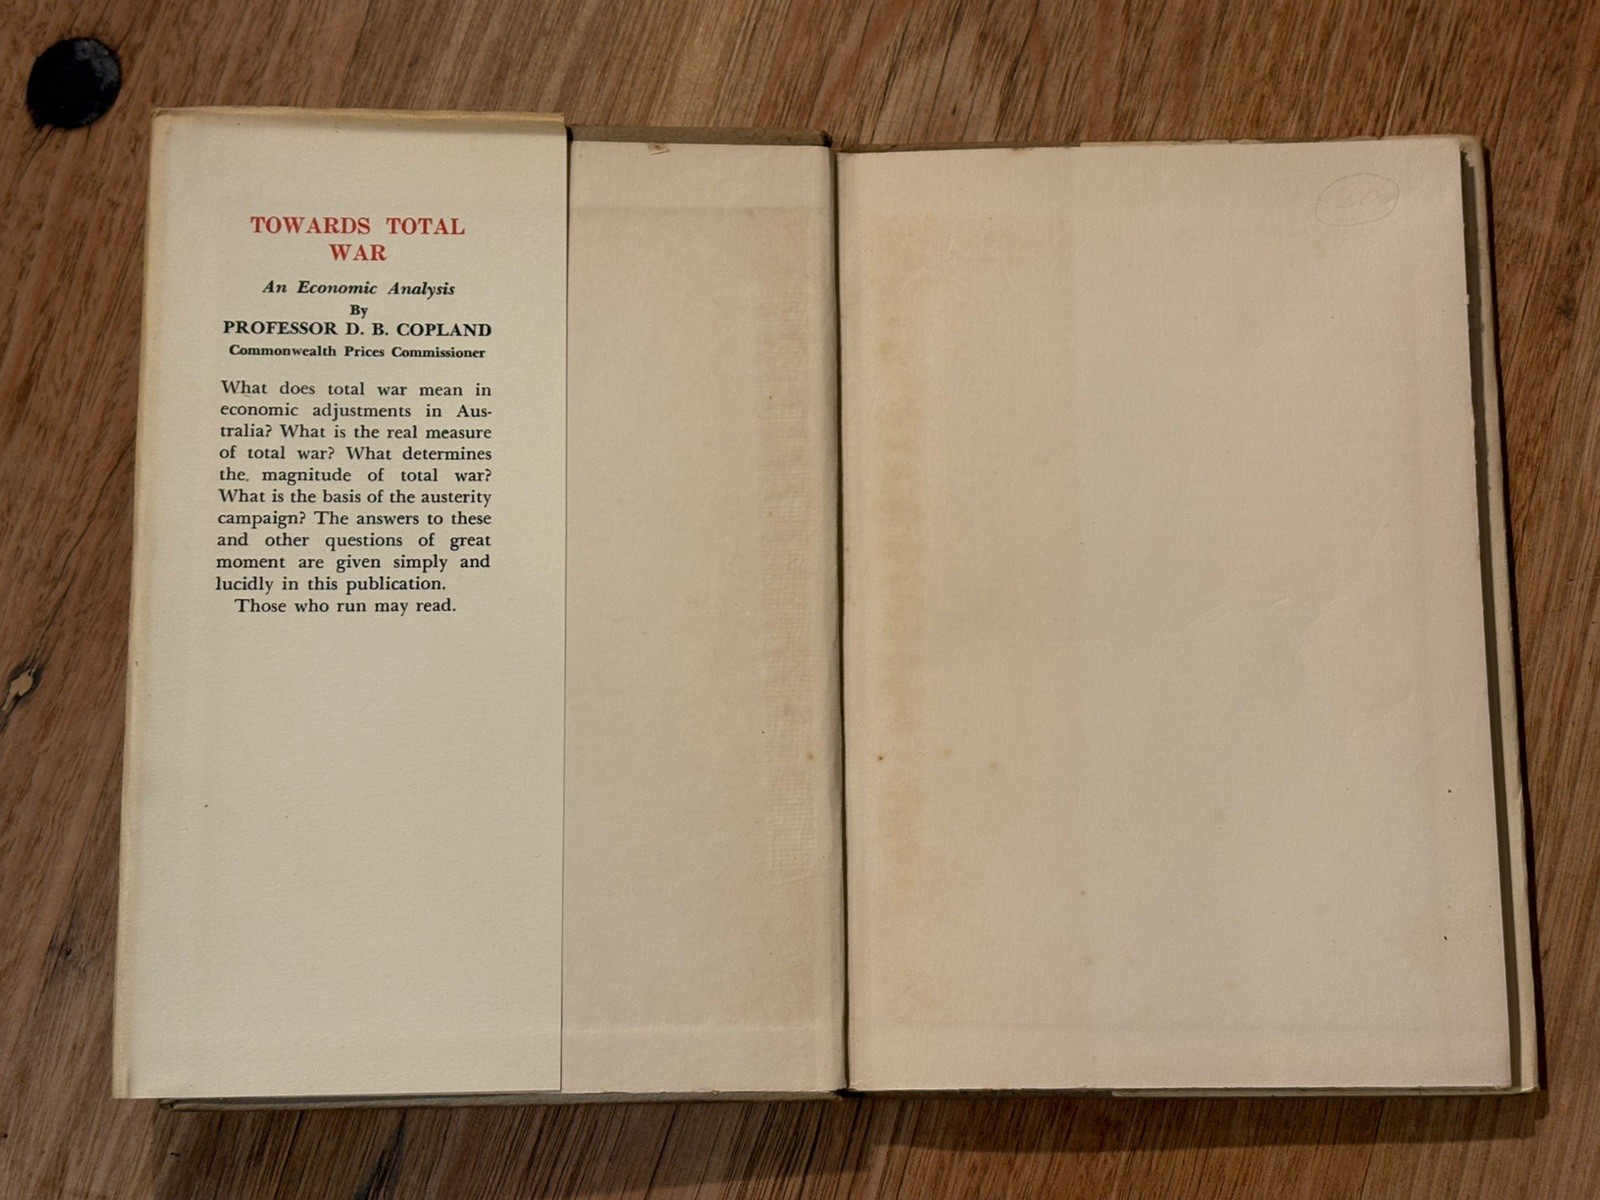 TOWARDS TOTAL
WAR
An Economic Analysis
By
PROFESSOR D. B. COPLAND
Commonwealth Prices Commissioner
What does total war mean in
economic adjustments in Aus-
tralia? What is the real measure
of total war? What determines
the magnitude of total war?
What is the basis of the austerity
campaign? The answers to these
and other questions of great
moment are given simply and
lucidly in this publication.
Those who run may read.